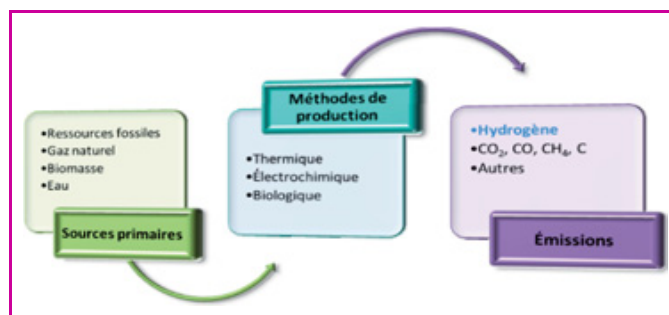 •Ressources fossiles
•Gaz naturel
•Biomasse
•Eau
Sources primaires
Méthodes de
production
•Thermique
•Électrochimique
•Biologique
•Hydrogène
•CO₂, CO, CH₄, C
•Autres
Émissions